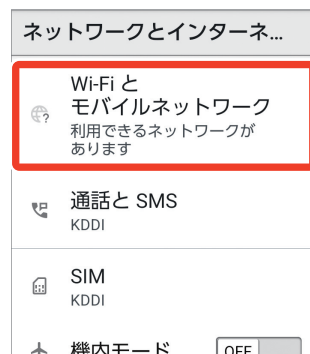 ネットワークとインターネ...
Wi-Fi と
モバイルネットワーク
利用できるネットワークが
あります
通話と SMS
KDDI
SIM
KDDI
機内モード OFF